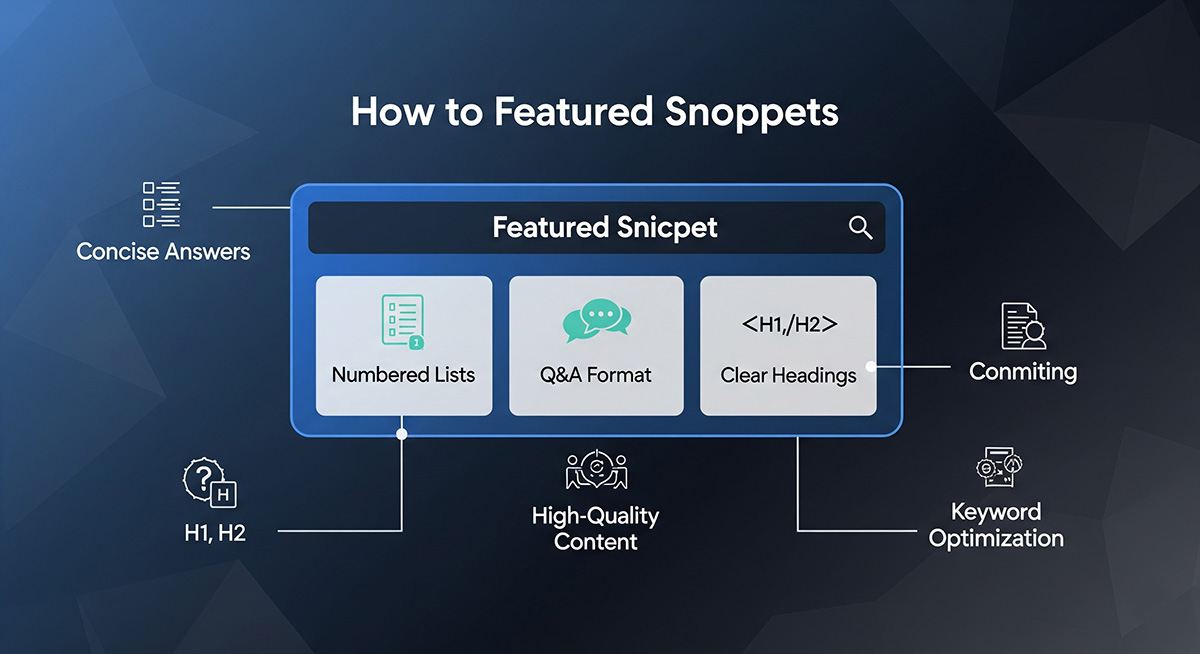 How to Featured Snoppets
Featured Snicpet
Concise Answers
1
Numbered Lists
Q&A Format
<H1,/H2>
Clear Headings
Conmiting
H
H1, H2
High-Quality
Content
Keyword
Optimization